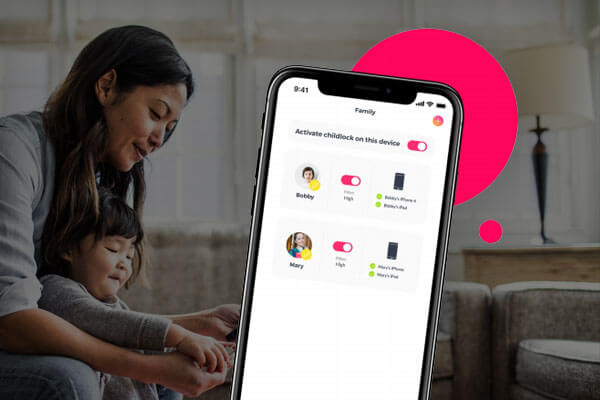 9:41
Family
Activate childlock on this device
Bobby
Filter:
High
Bobby's iPhone 6
Bobby's iPad
Mary
Filter:
High
Mary's iPhone
Mary's iPad